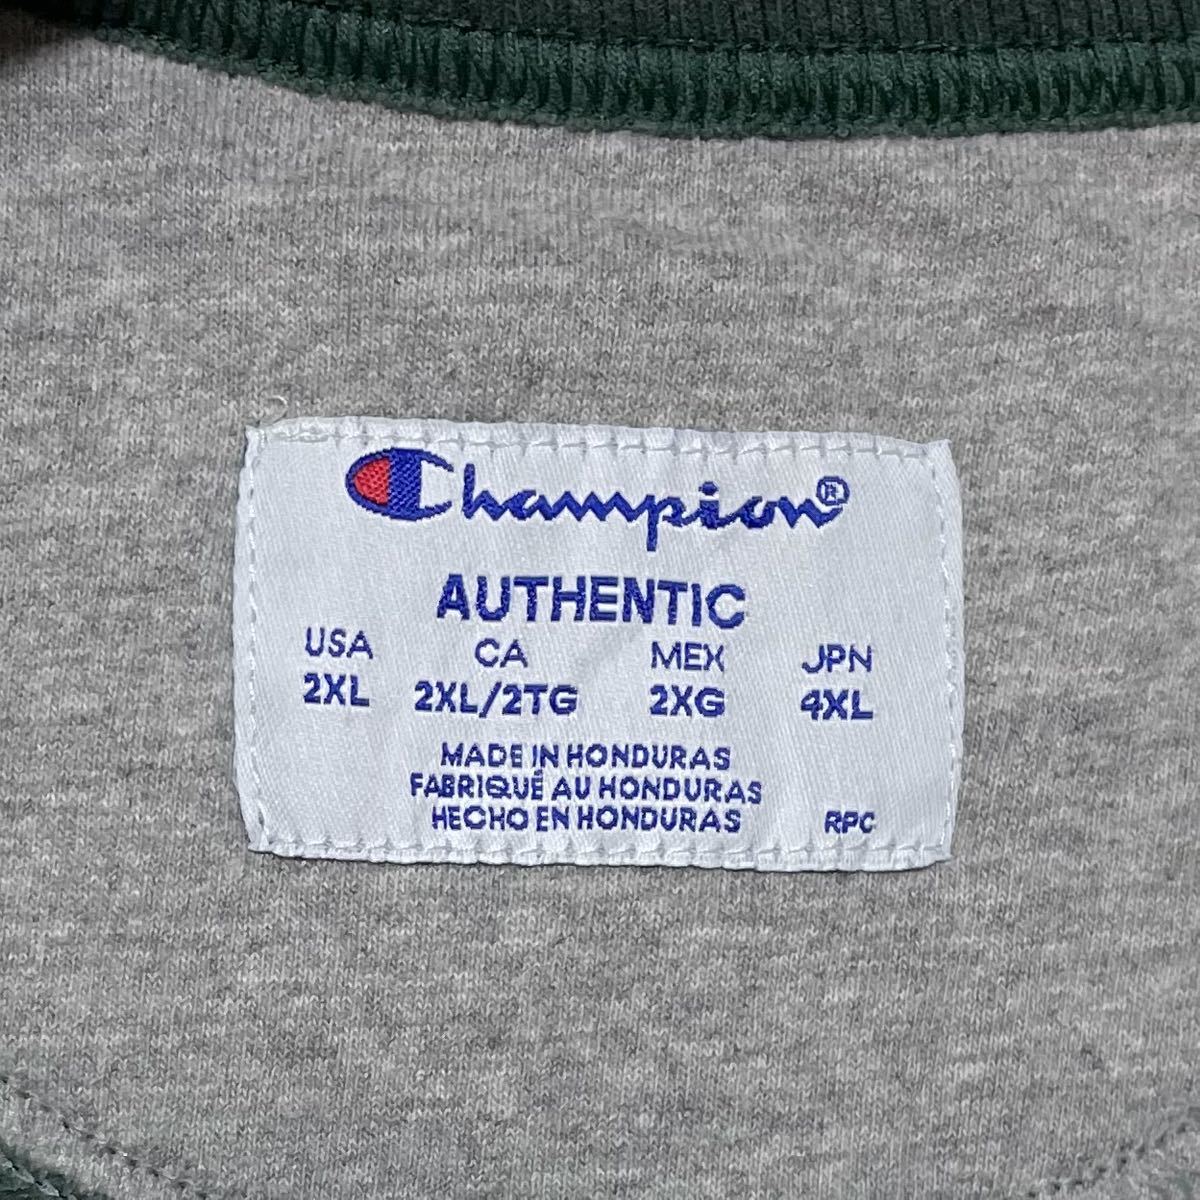 Champion®
AUTHENTIC
USA CA MEX JPN
2XL 2XL/2TG 2XG 4XL
MADE IN HONDURAS
FABRIQUÉ AU HONDURAS
HECHO EN HONDURAS RPC